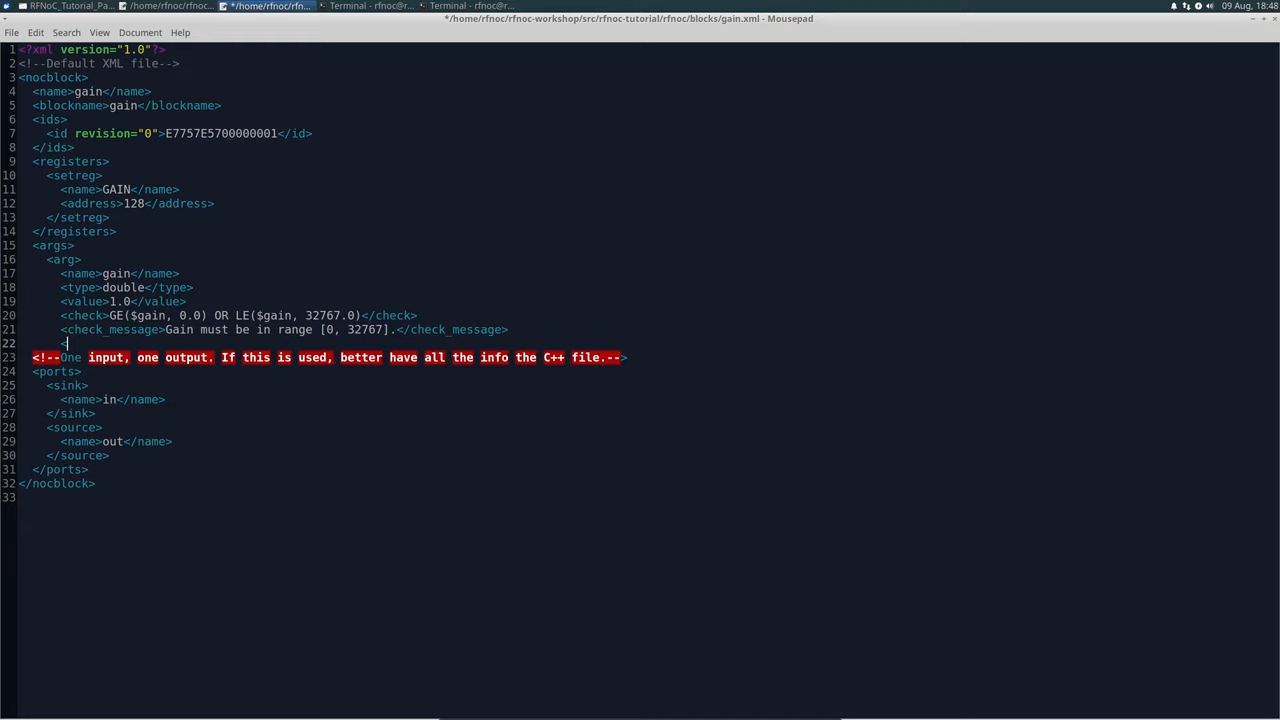 RFNoC_Tutorial_Pa... /home/rfnoc/rfnoc... */home/rfnoc/rfn... Terminal - rfnoc@r... Terminal - rfnoc@r... 09 Aug, 18:48
*/home/rfnoc/rfnoc-workshop/src/rfnoc-tutorial/rfnoc/blocks/gain.xml - Mousepad
File Edit Search View Document Help
1 <?xml version="1.0"?>
2 <!--Default XML file-->
3 <nocblock>
4 <name>gain</name>
5 <blockname>gain</blockname>
6 <ids>
7 <id revision="0">E7757E5700000001</id>
8 </ids>
9 <registers>
10 <setreg>
11 <name>GAIN</name>
12 <address>128</address>
13 </setreg>
14 </registers>
15 <args>
16 <arg>
17 <name>gain</name>
18 <type>double</type>
19 <value>1.0</value>
20 <check>GE($gain, 0.0) OR LE($gain, 32767.0)</check>
21 <check_message>Gain must be in range [0, 32767].</check_message>
22 <
23 <!--One input, one output. If this is used, better have all the info the C++ file.-->
24 <ports>
25 <sink>
26 <name>in</name>
27 </sink>
28 <source>
29 <name>out</name>
30 </source>
31 </ports>
32 </nocblock>
33